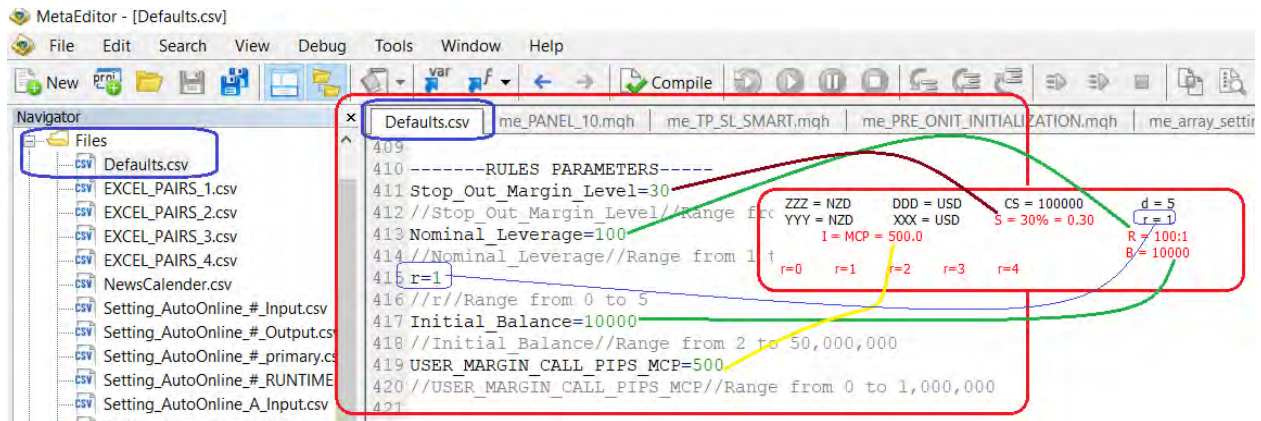 MetaEditor - [Defaults.csv]
File Edit Search View Debug Tools Window Help
New Compile
Navigator ×
Defaults.csv me_PANEL_10.mqh me_TP_SL_SMART.mqh me_PRE_ONIT_INITIALIZATION.mqh me_array_settin
Files
Defaults.csv
EXCEL_PAIRS_1.csv
EXCEL_PAIRS_2.csv
EXCEL_PAIRS_3.csv
EXCEL_PAIRS_4.csv
NewsCalender.csv
Setting_AutoOnline_#_Input.csv
Setting_AutoOnline_#_Output.csv
Setting_AutoOnline_#_primary.cs
Setting_AutoOnline_#_RUNTIME
Setting_AutoOnline_A_Input.csv
409
410 -------RULES PARAMETERS-----
411 Stop_Out_Margin_Level=30
412 //Stop_Out_Margin_Level//Range fro
413 Nominal_Leverage=100
414 //Nominal_Leverage//Range from 1 t
415 r=1
416 //r//Range from 0 to 5
417 Initial_Balance=10000
418 //Initial_Balance//Range from 2 to 50,000,000
419 USER_MARGIN_CALL_PIPS_MCP=500
420 //USER_MARGIN_CALL_PIPS_MCP//Range from 0 to 1,000,000
421
ZZZ = NZD DDD = USD CS = 100000 d = 5
YYY = NZD XXX = USD S = 30% = 0.30 r = 1
I = MCP = 500.0 R = 100:1
B = 10000
r=0 r=1 r=2 r=3 r=4